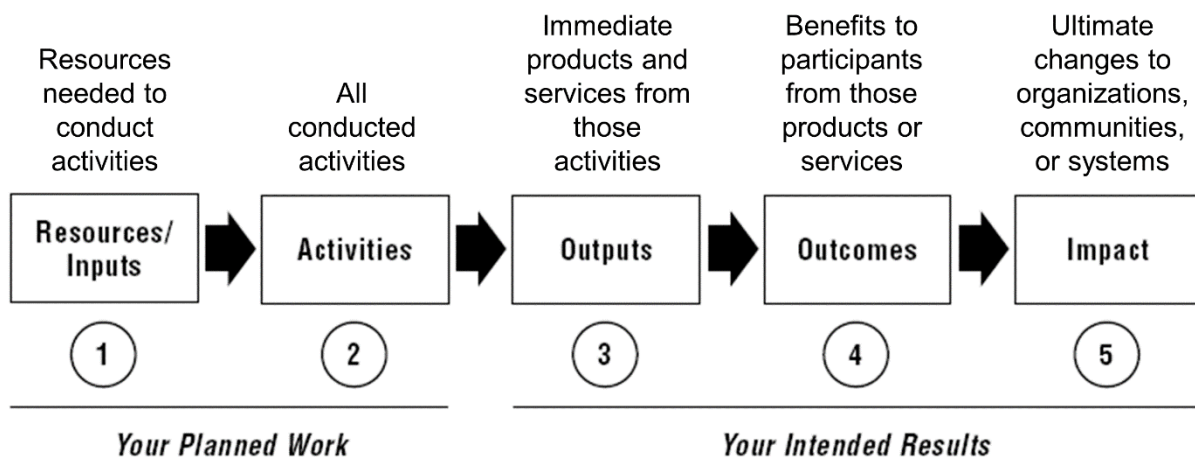 Resources
needed to
conduct
activities
All
conducted
activities
Immediate
products and
services from
those
activities
Benefits to
participants
from those
products or
services
Ultimate
changes to
organizations,
communities,
or systems
Resources/
Inputs
Activities
Outputs
Outcomes
Impact
1
2
3
4
5
Your Planned Work
Your Intended Results